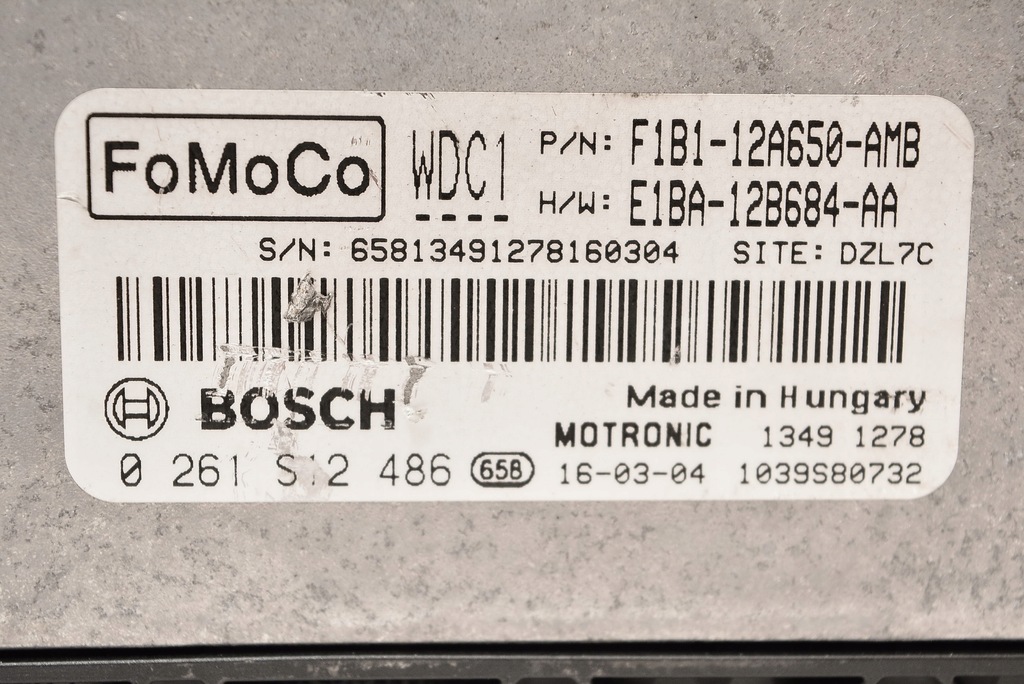 FoMoCo WDC1 P/N: F1B1-12A650-AMB
H/W: E1BA-12B684-AA
S/N: 65813491278160304 SITE: DZL7C
BOSCH Made in Hungary
MOTRONIC 1349 1278
0 261 S12 486 658 16-03-04 1039S80732